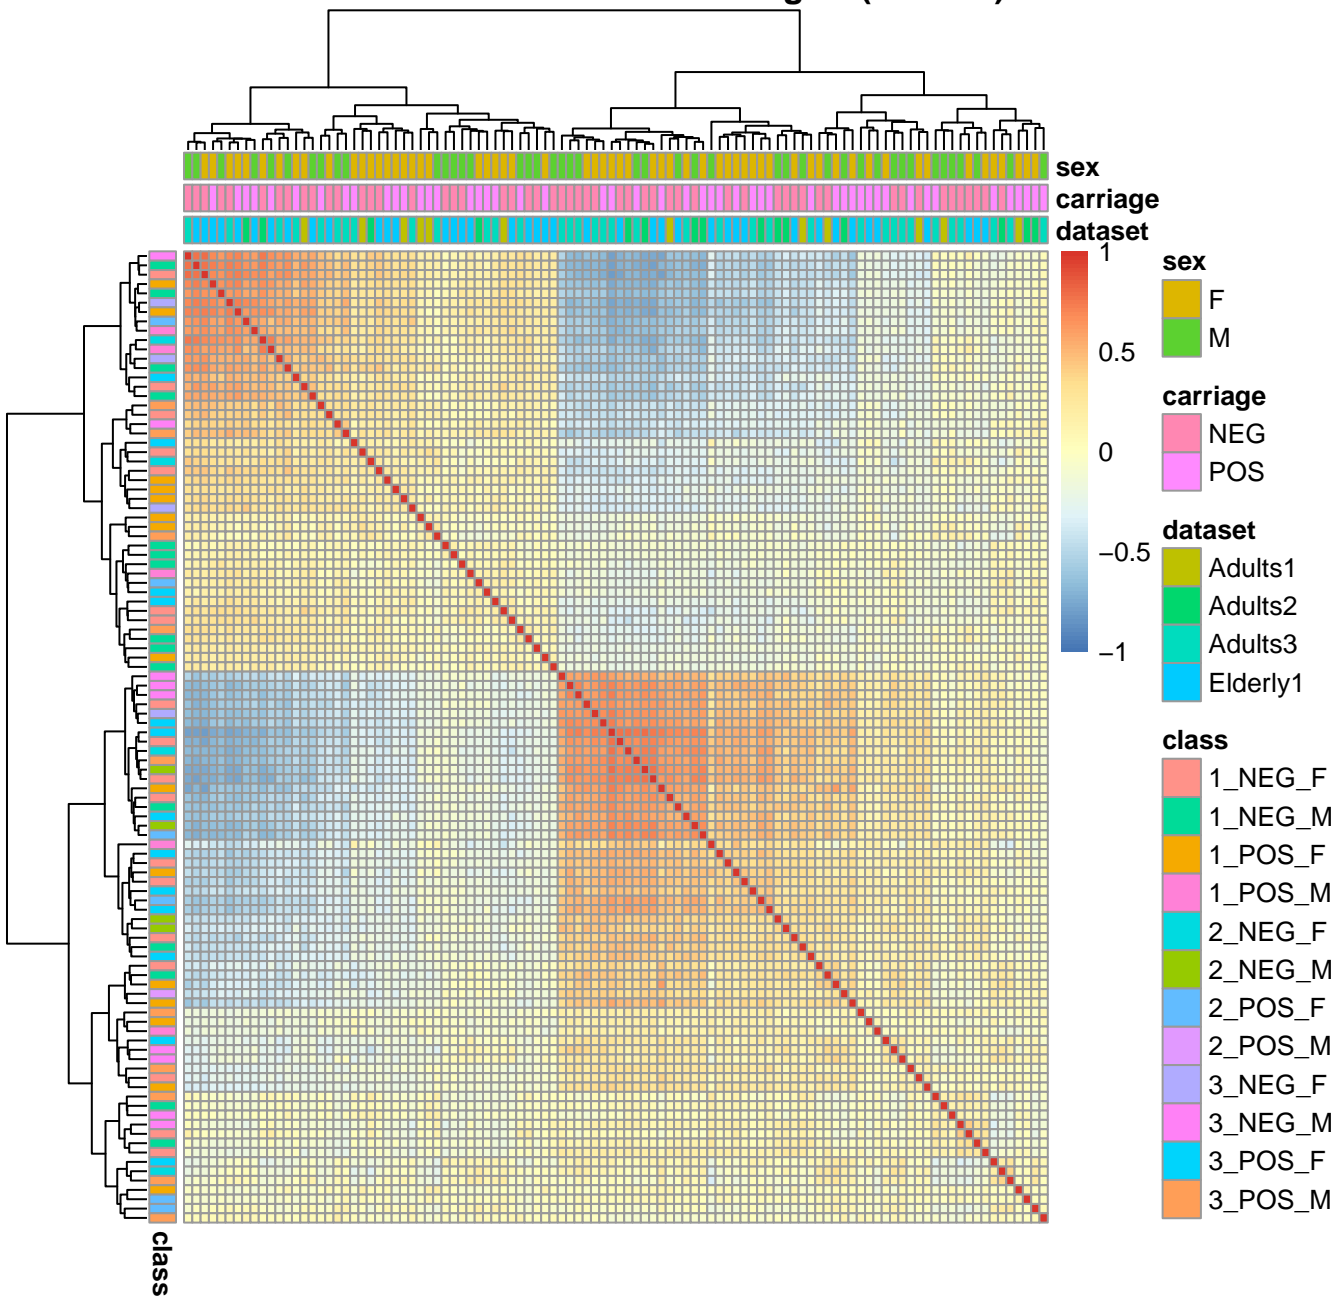 sex
carriage
dataset
1
0.5
0
−0.5
−1
sex
F
M
carriage
NEG
POS
dataset
Adults1
Adults2
Adults3
Elderly1
class
1_NEG_F
1_NEG_M
1_POS_F
1_POS_M
2_NEG_F
2_NEG_M
2_POS_F
2_POS_M
3_NEG_F
3_NEG_M
3_POS_F
3_POS_M
class